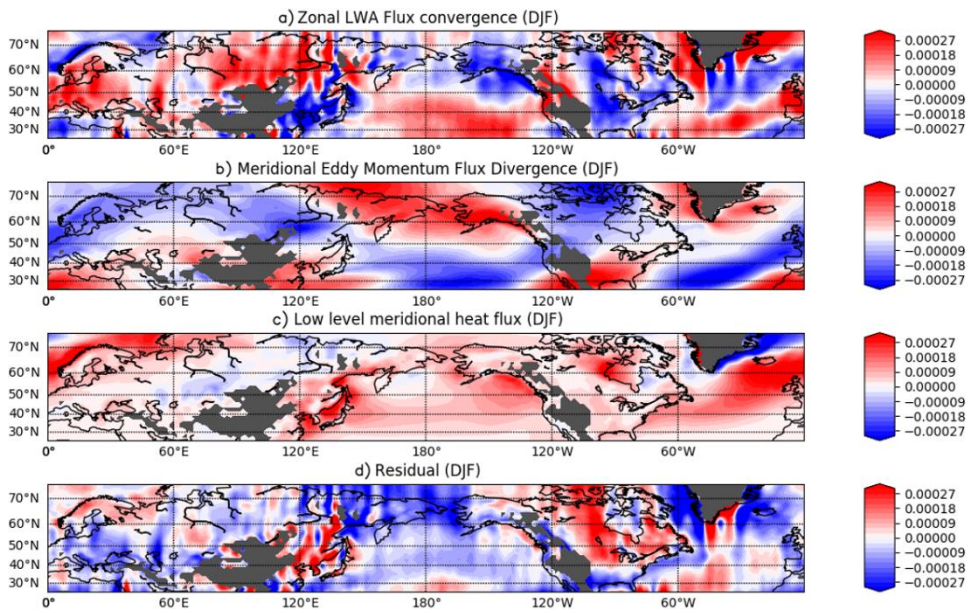 a) Zonal LWA Flux convergence (DJF)
70°N
60°N
50°N
40°N
30°N
0°
60°E
120°E
180°
120°W
60°W
0.00027
0.00018
0.00009
0.00000
−0.00009
−0.00018
−0.00027
b) Meridional Eddy Momentum Flux Divergence (DJF)
70°N
60°N
50°N
40°N
30°N
0°
60°E
120°E
180°
120°W
60°W
0.00027
0.00018
0.00009
0.00000
−0.00009
−0.00018
−0.00027
c) Low level meridional heat flux (DJF)
70°N
60°N
50°N
40°N
30°N
0°
60°E
120°E
180°
120°W
60°W
0.00027
0.00018
0.00009
0.00000
−0.00009
−0.00018
−0.00027
d) Residual (DJF)
70°N
60°N
50°N
40°N
30°N
0°
60°E
120°E
180°
120°W
60°W
0.00027
0.00018
0.00009
0.00000
−0.00009
−0.00018
−0.00027